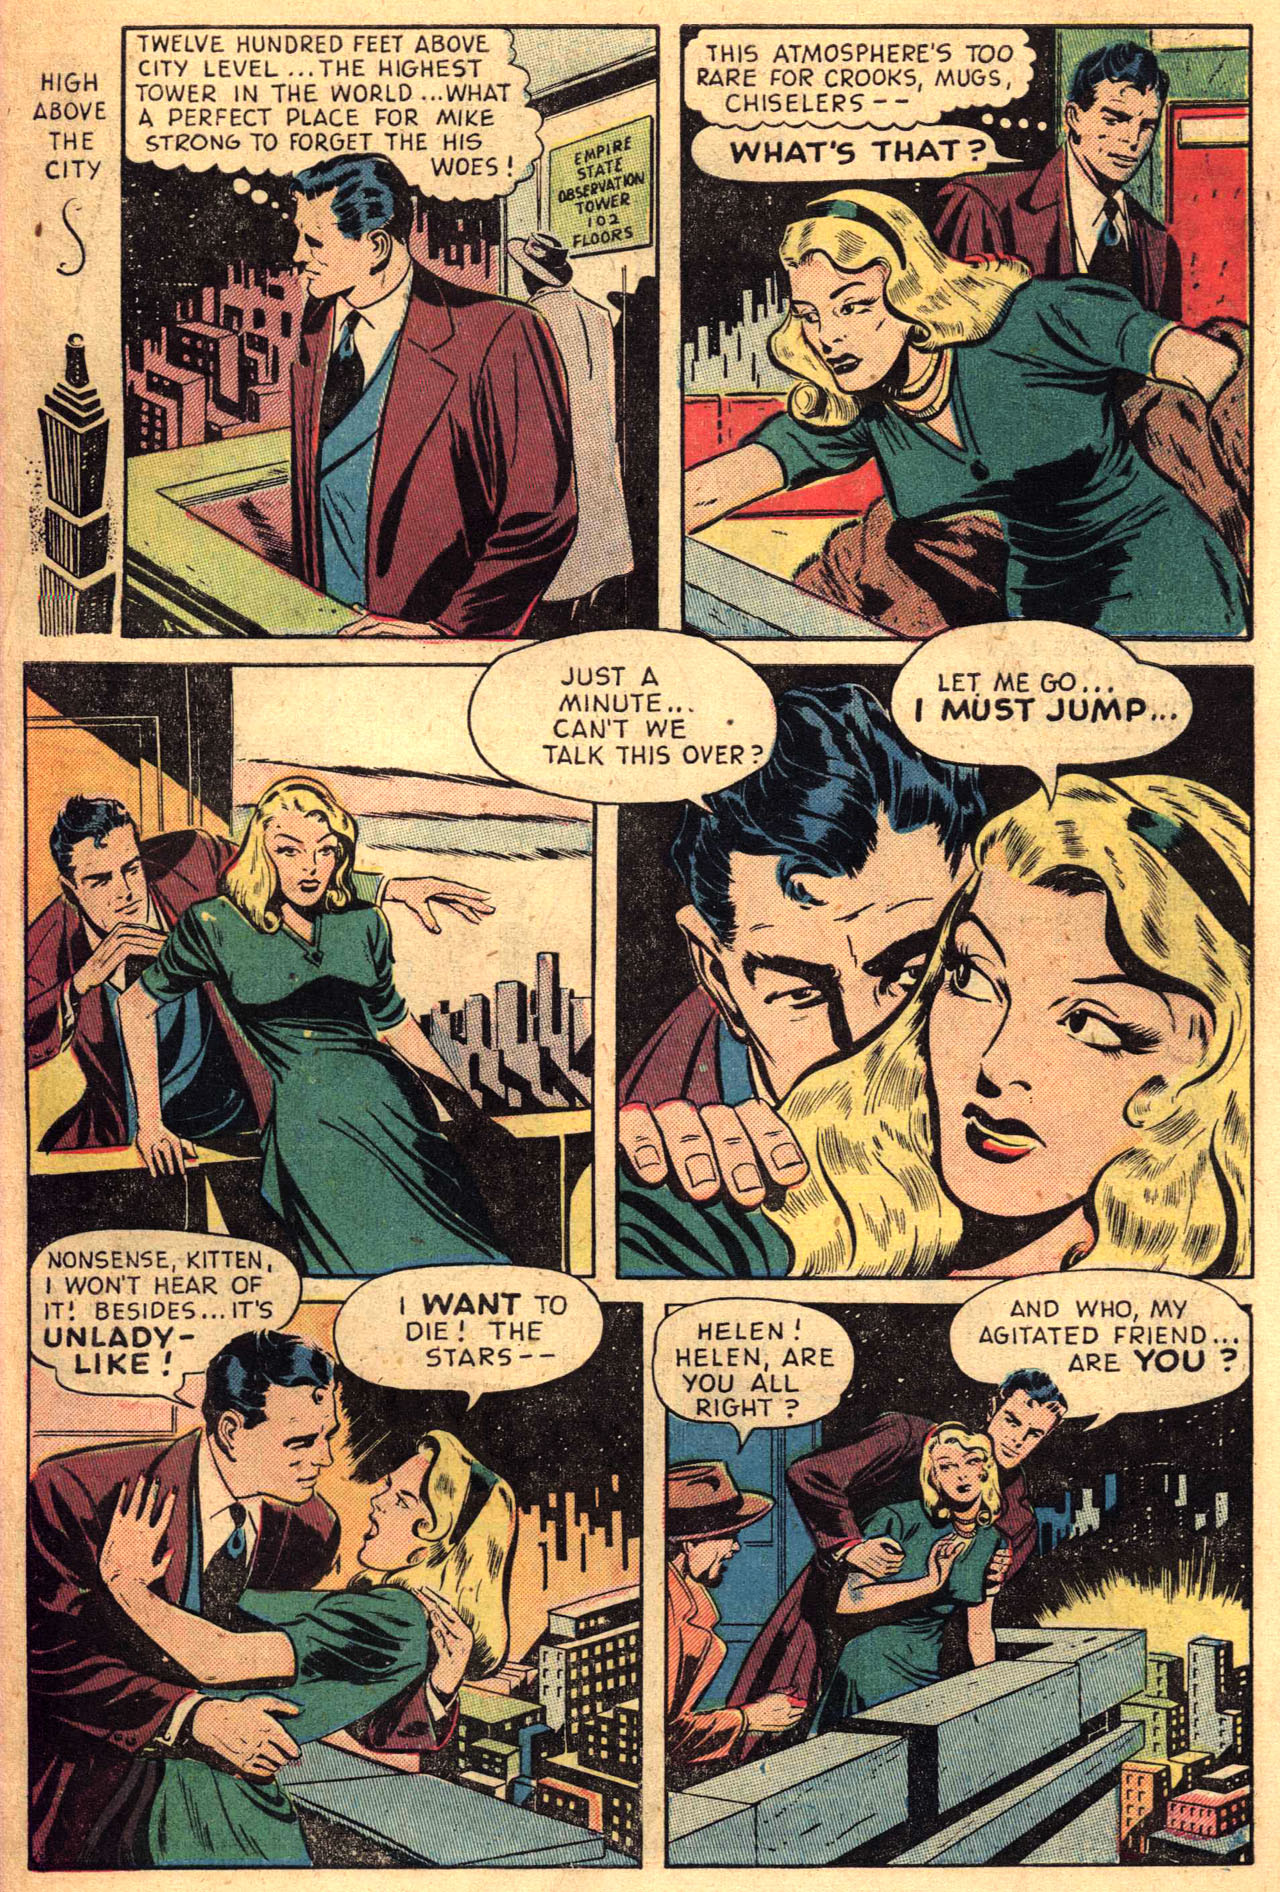 HIGH
ABOVE
THE
CITY
TWELVE HUNDRED FEET ABOVE
CITY LEVEL...THE HIGHEST
TOWER IN THE WORLD...WHAT
A PERFECT PLACE FOR MIKE
STRONG TO FORGET THE HIS
WOES!
EMPIRE
STATE
OBSERVATION
TOWER
102
FLOORS
THIS ATMOSPHERE'S TOO
RARE FOR CROOKS, MUGS,
CHISELERS--
WHAT'S THAT?
JUST A
MINUTE...
CAN'T WE
TALK THIS OVER?
LET ME GO...
I MUST JUMP...
NONSENSE, KITTEN,
I WON'T HEAR OF
IT! BESIDES...IT'S
UNLADY-
LIKE!
I WANT TO
DIE! THE
STARS--
HELEN!
HELEN, ARE
YOU ALL
RIGHT?
AND WHO, MY
AGITATED FRIEND...
ARE YOU?